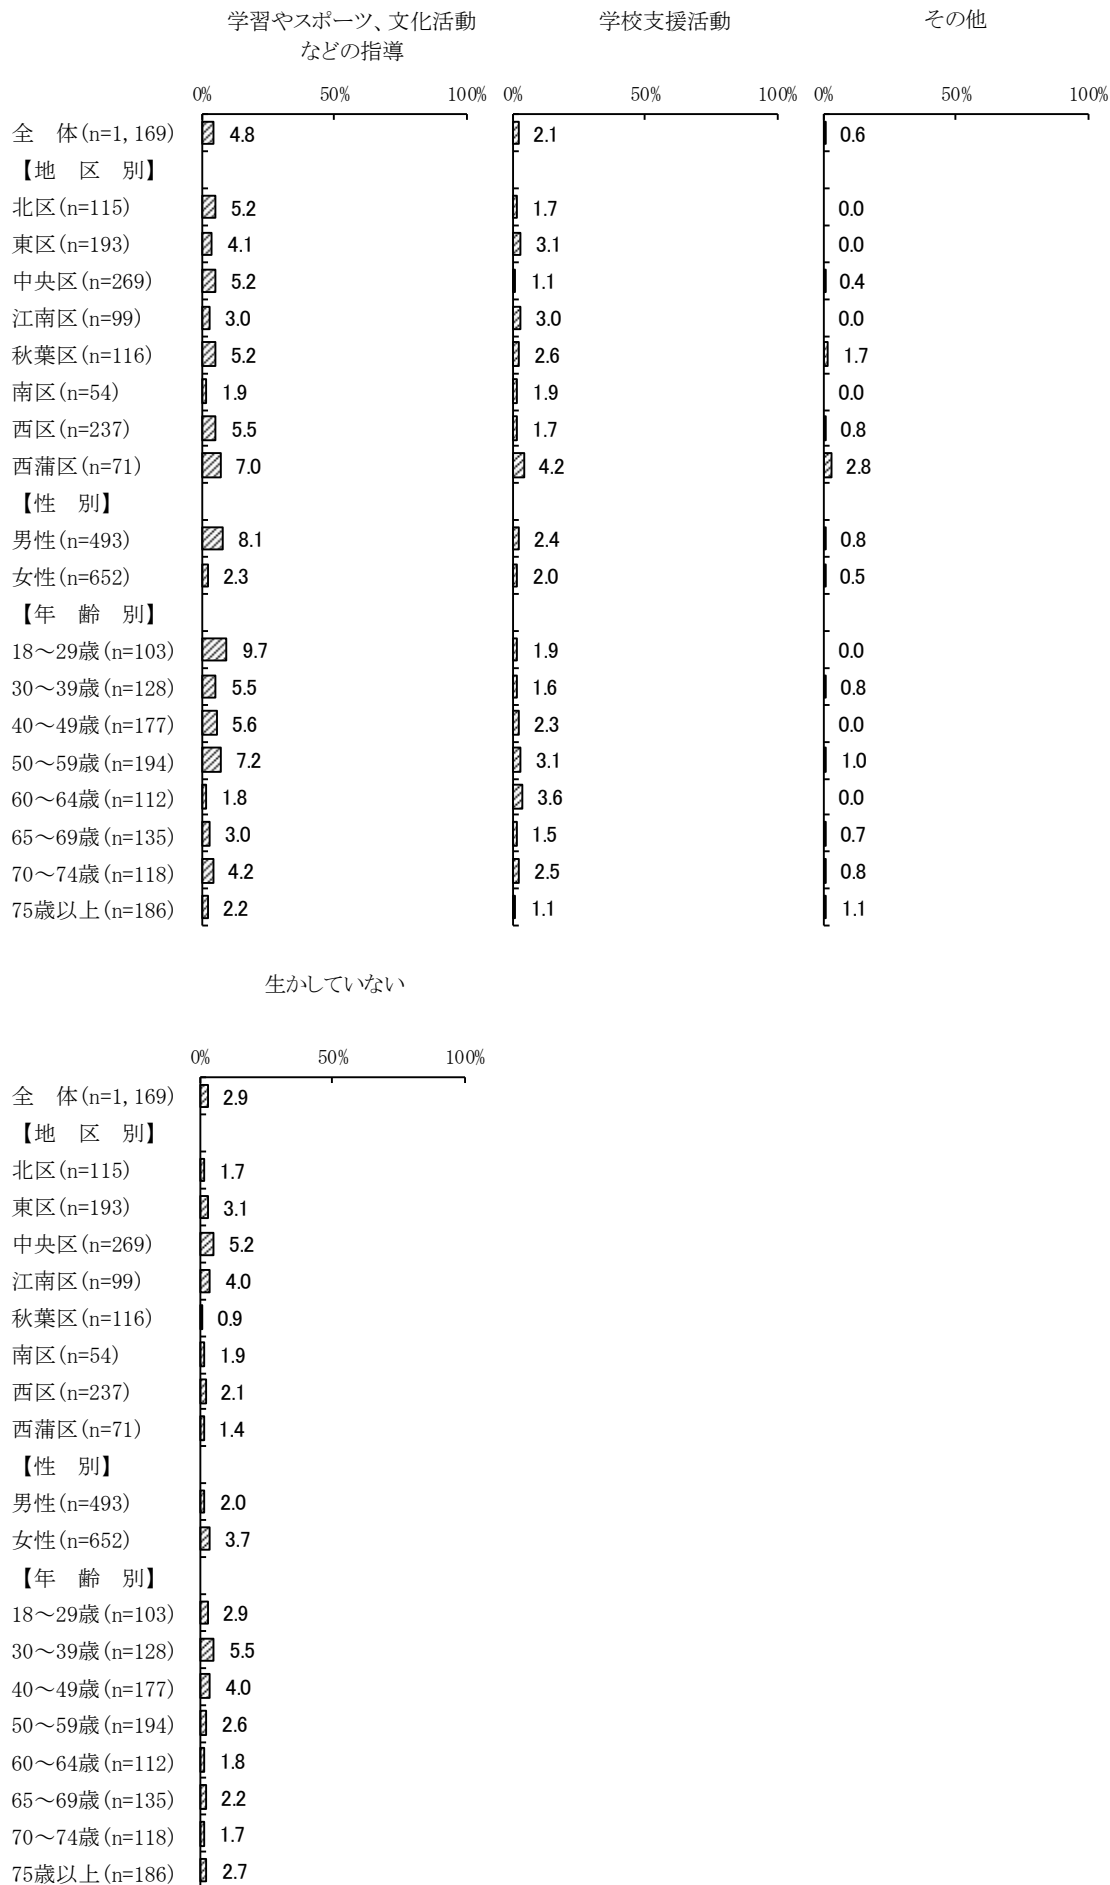 学習やスポーツ、文化活動 学校支援活動 その他
などの指導
0% 50% 100% 0% 50% 100% 0% 50% 100%
全 体(n=1,169) 4.8 2.1 0.6
【地 区 別】
北区(n=115) 5.2 1.7 0.0
東区(n=193) 4.1 3.1 0.0
中央区(n=269) 5.2 1.1 0.4
江南区(n=99) 3.0 3.0 0.0
秋葉区(n=116) 5.2 2.6 1.7
南区(n=54) 1.9 1.9 0.0
西区(n=237) 5.5 1.7 0.8
西蒲区(n=71) 7.0 4.2 2.8
【性 別】
男性(n=493) 8.1 2.4 0.8
女性(n=652) 2.3 2.0 0.5
【年 齢 別】
18～29歳(n=103) 9.7 1.9 0.0
30～39歳(n=128) 5.5 1.6 0.8
40～49歳(n=177) 5.6 2.3 0.0
50～59歳(n=194) 7.2 3.1 1.0
60～64歳(n=112) 1.8 3.6 0.0
65～69歳(n=135) 3.0 1.5 0.7
70～74歳(n=118) 4.2 2.5 0.8
75歳以上(n=186) 2.2 1.1 1.1
生かしていない
0% 50% 100%
全 体(n=1,169) 2.9
【地 区 別】
北区(n=115) 1.7
東区(n=193) 3.1
中央区(n=269) 5.2
江南区(n=99) 4.0
秋葉区(n=116) 0.9
南区(n=54) 1.9
西区(n=237) 2.1
西蒲区(n=71) 1.4
【性 別】
男性(n=493) 2.0
女性(n=652) 3.7
【年 齢 別】
18～29歳(n=103) 2.9
30～39歳(n=128) 5.5
40～49歳(n=177) 4.0
50～59歳(n=194) 2.6
60～64歳(n=112) 1.8
65～69歳(n=135) 2.2
70～74歳(n=118) 1.7
75歳以上(n=186) 2.7